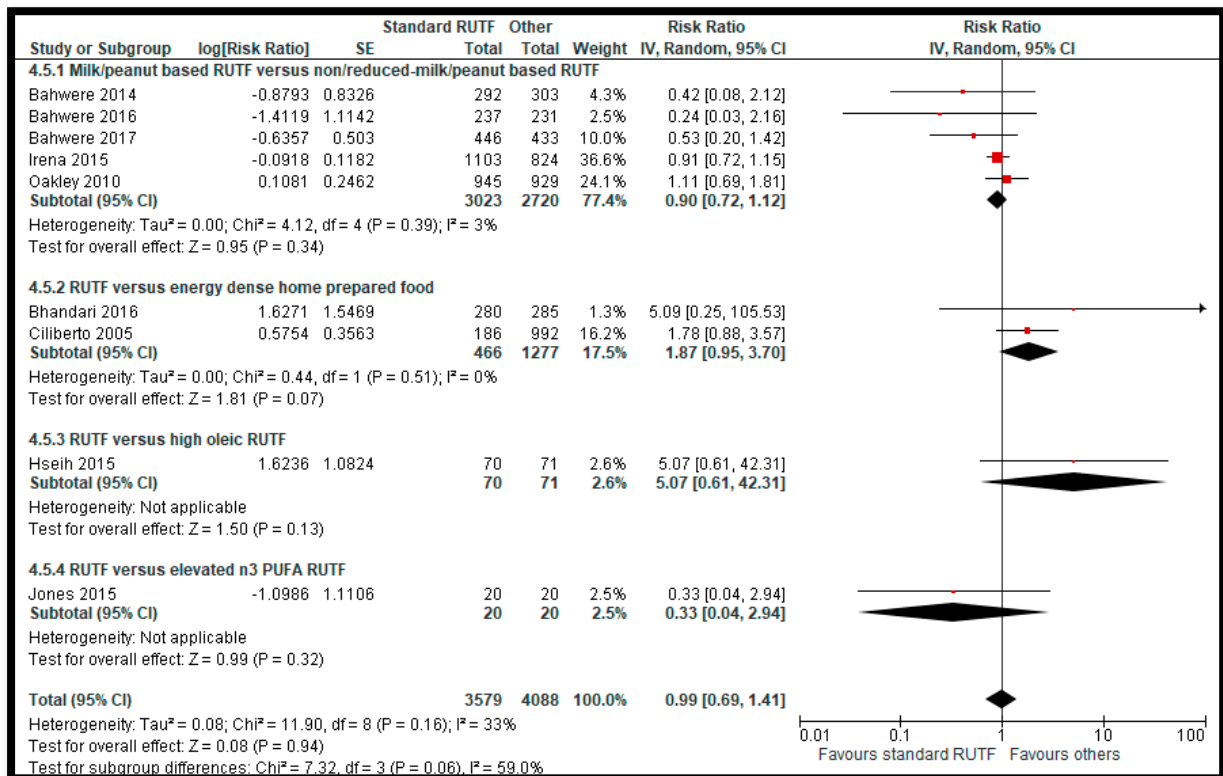 Standard RUTF Other Risk Ratio Risk Ratio
Study or Subgroup log[Risk Ratio] SE Total Total Weight IV, Random, 95% CI IV, Random, 95% CI
4.5.1 Milk/peanut based RUTF versus non/reduced-milk/peanut based RUTF
Bahwere 2014 -0.8793 0.8326 292 303 4.3% 0.42 [0.08, 2.12]
Bahwere 2016 -1.4119 1.1142 237 231 2.5% 0.24 [0.03, 2.16]
Bahwere 2017 -0.6357 0.503 446 433 10.0% 0.53 [0.20, 1.42]
Irena 2015 -0.0918 0.1182 1103 824 36.6% 0.91 [0.72, 1.15]
Oakley 2010 0.1081 0.2462 945 929 24.1% 1.11 [0.69, 1.81]
Subtotal (95% CI) 3023 2720 77.4% 0.90 [0.72, 1.12]
Heterogeneity: Tau² = 0.00; Chi² = 4.12, df = 4 (P = 0.39); I² = 3%
Test for overall effect: Z = 0.95 (P = 0.34)
4.5.2 RUTF versus energy dense home prepared food
Bhandari 2016 1.6271 1.5469 280 285 1.3% 5.09 [0.25, 105.53]
Ciliberto 2005 0.5754 0.3563 186 992 16.2% 1.78 [0.88, 3.57]
Subtotal (95% CI) 466 1277 17.5% 1.87 [0.95, 3.70]
Heterogeneity: Tau² = 0.00; Chi² = 0.44, df = 1 (P = 0.51); I² = 0%
Test for overall effect: Z = 1.81 (P = 0.07)
4.5.3 RUTF versus high oleic RUTF
Hseih 2015 1.6236 1.0824 70 71 2.6% 5.07 [0.61, 42.31]
Subtotal (95% CI) 70 71 2.6% 5.07 [0.61, 42.31]
Heterogeneity: Not applicable
Test for overall effect: Z = 1.50 (P = 0.13)
4.5.4 RUTF versus elevated n3 PUFA RUTF
Jones 2015 -1.0986 1.1106 20 20 2.5% 0.33 [0.04, 2.94]
Subtotal (95% CI) 20 20 2.5% 0.33 [0.04, 2.94]
Heterogeneity: Not applicable
Test for overall effect: Z = 0.99 (P = 0.32)
Total (95% CI) 3579 4088 100.0% 0.99 [0.69, 1.41]
Heterogeneity: Tau² = 0.08; Chi² = 11.90, df = 8 (P = 0.16); I² = 33%
Test for overall effect: Z = 0.08 (P = 0.94)
Test for subgroup differences: Chi² = 7.32, df = 3 (P = 0.06), I² = 59.0%
0.01 0.1 1 10 100
Favours standard RUTF Favours others